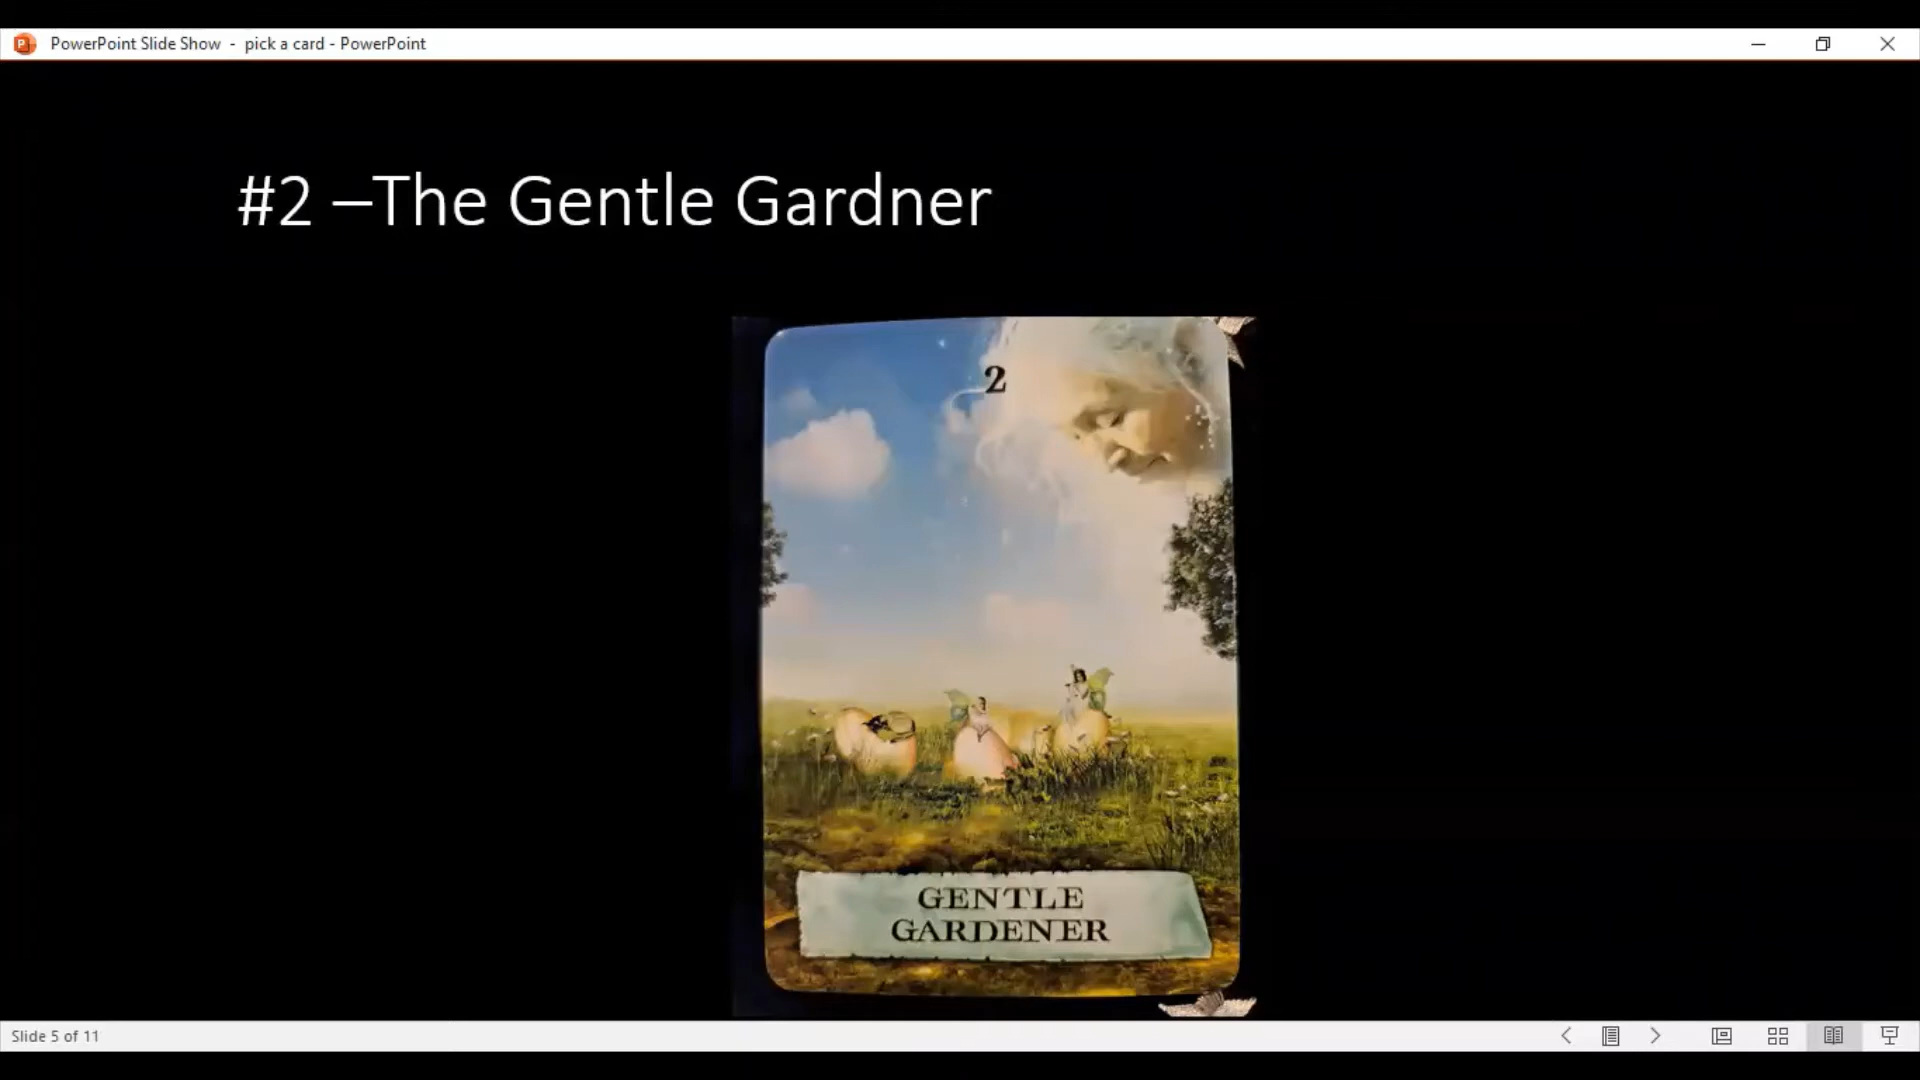 PowerPoint Slide Show - pick a card - PowerPoint
#2 –The Gentle Gardner
2
GENTLE
GARDENER
Slide 5 of 11